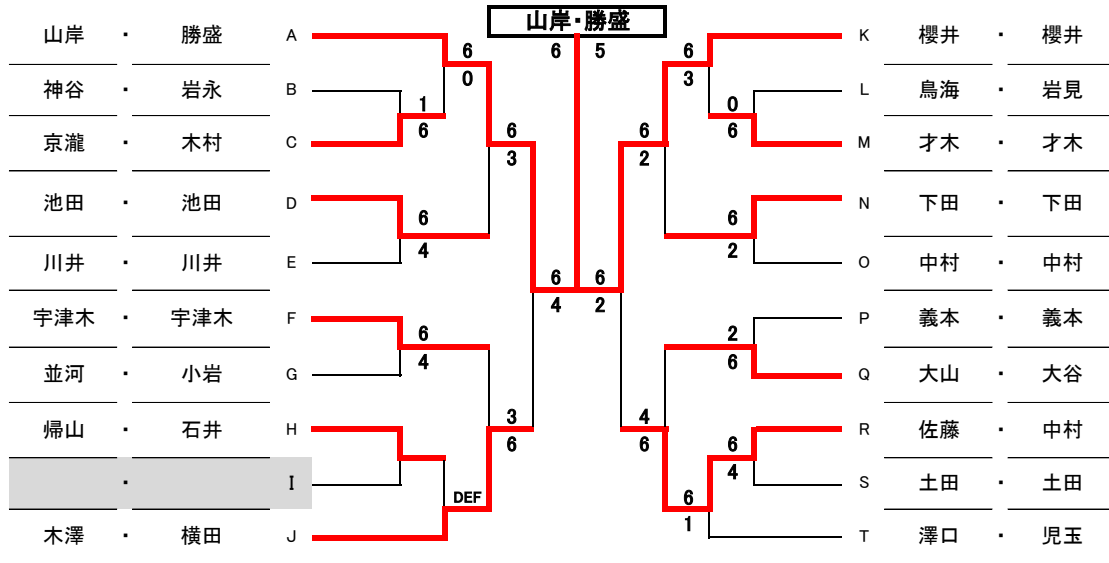 山岸・勝盛
山岸 ・ 勝盛 A
6 5
6
0
6
3
K 櫻井 ・ 櫻井
神谷 ・ 岩永 B
1
6
0
6
L 鳥海 ・ 岩見
京瀧 ・ 木村 C
6
3
6
2
M 才木 ・ 才木
池田 ・ 池田 D
6
4
6
2
N 下田 ・ 下田
川井 ・ 川井 E
O 中村 ・ 中村
6 6
4 2
宇津木 ・ 宇津木 F
6
4
2
6
P 義本 ・ 義本
並河 ・ 小岩 G
Q 大山 ・ 大谷
帰山 ・ 石井 H
3
6
4
6
6
4
R 佐藤 ・ 中村
・ I
S 土田 ・ 土田
DEF
6
1
木澤 ・ 横田 J
T 澤口 ・ 児玉